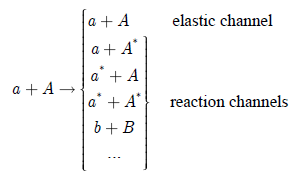 a + A elastic channel
a + A*
a* + A
a + A → a* + A* reaction channels
b + B
...